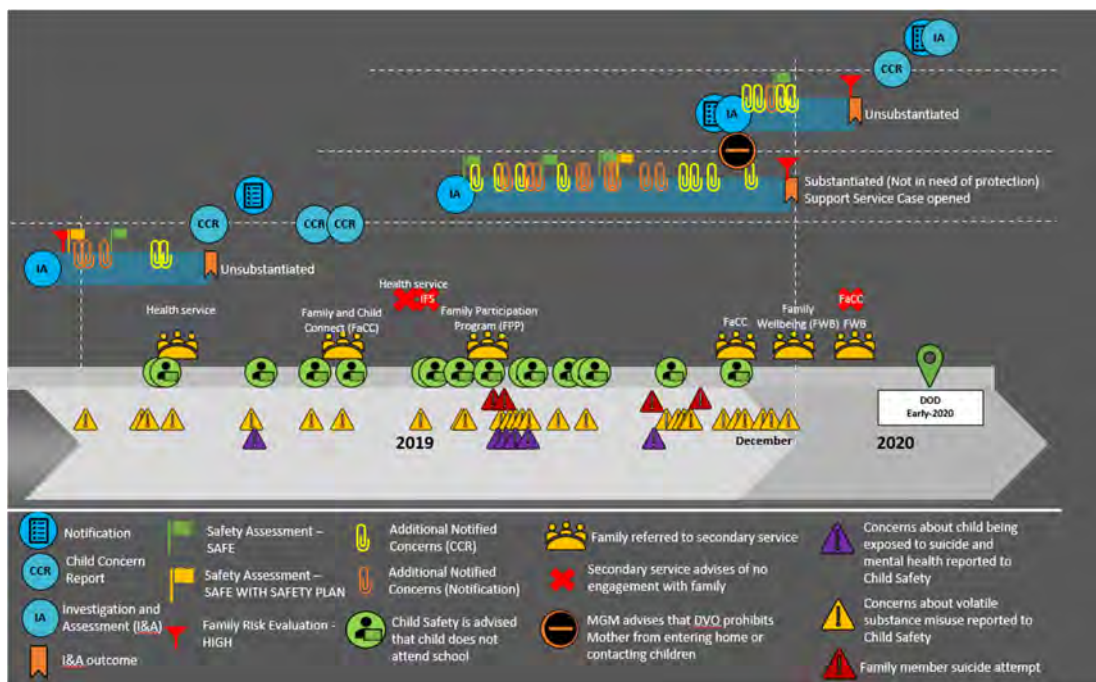 IA
CCR
Unsubstantiated
IA
CCR
IA
Substantiated (Not in need of protection)
Support Service Case opened
IA
CCR
CCR
CCR
IA
Unsubstantiated
Health service
IFS
Health service
Family and Child
Connect (FaCC)
Family Participation
Program (FPP)
FaCC
Family
Wellbeing (FWB)
FaCC
FWB
DOD
Early-2020
2019
December
2020
Notification
CCR
Child Concern
Report
IA
Investigation and
Assessment (I&A)
I&A outcome
Safety Assessment –
SAFE
Safety Assessment –
SAFE WITH SAFETY PLAN
Family Risk Evaluation -
HIGH
Additional Notified
Concerns (CCR)
Additional Notified
Concerns (Notification)
Child Safety is advised
that child does not
attend school
Family referred to secondary service
Secondary service advises of no
engagement with family
MGM advises that DVO prohibits
Mother from entering home or
contacting children
Concerns about child being
exposed to suicide and
mental health reported to
Child Safety
Concerns about volatile
substance misuse reported to
Child Safety
Family member suicide attempt